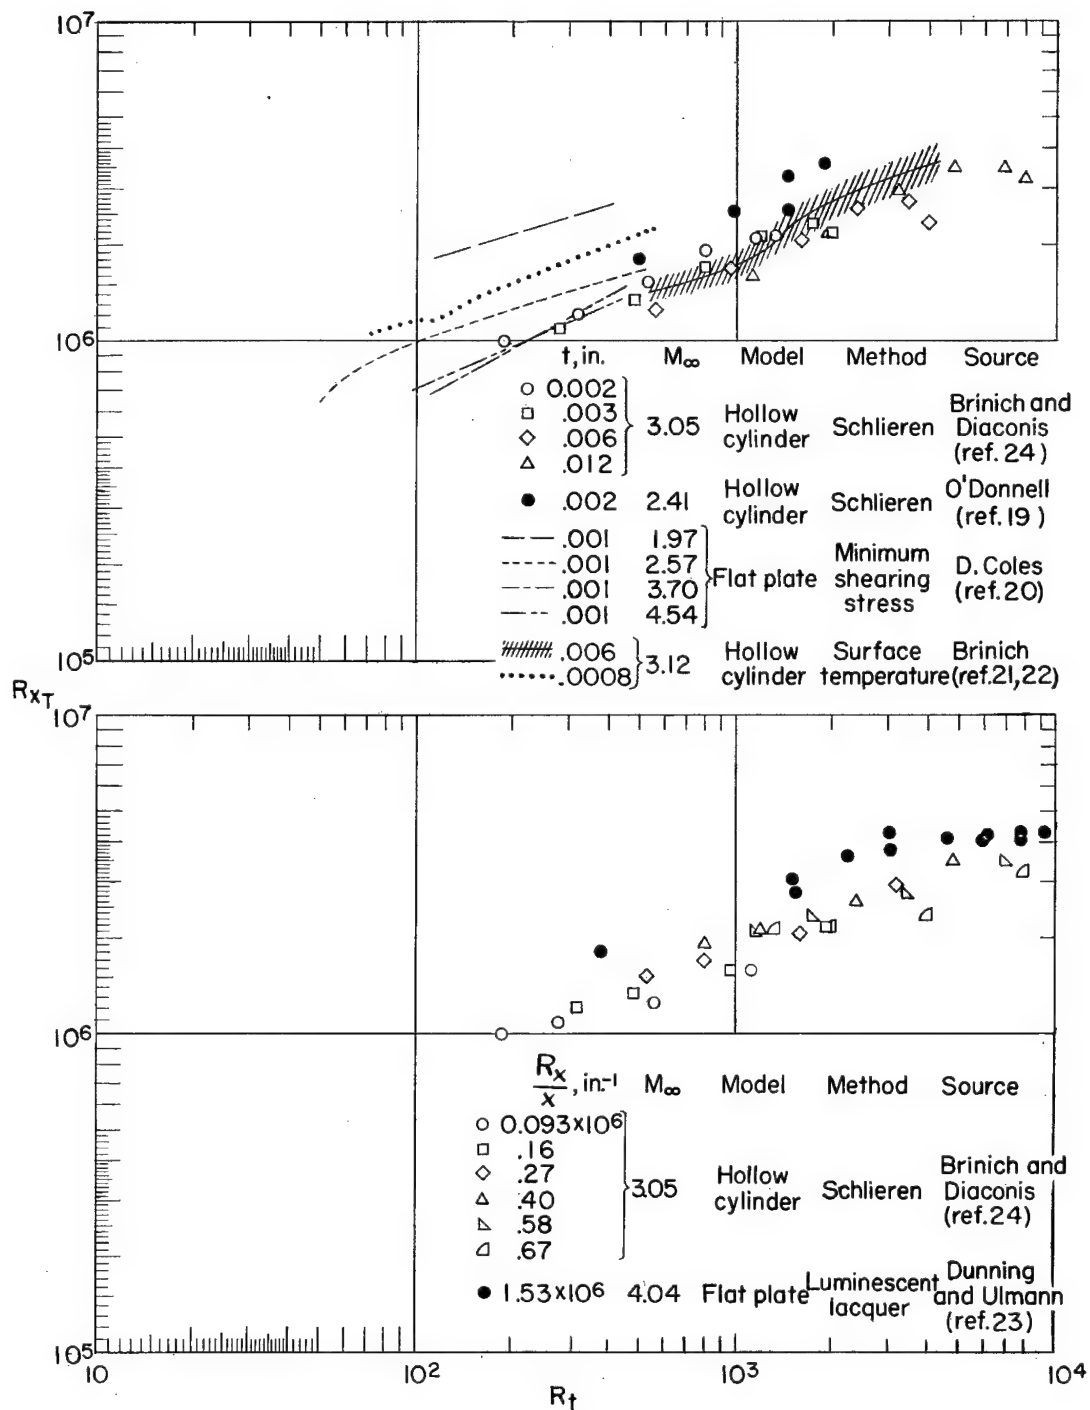 10⁷
10⁶
t, in. M∞ Model Method Source
○ 0.002
□ .003
◇ .006
△ .012
3.05 Hollow cylinder Schlieren Brinich and Diaconis (ref. 24)
● .002 2.41 Hollow cylinder Schlieren O'Donnell (ref. 19)
.001 1.97
.001 2.57
.001 3.70
.001 4.54
Flat plate Minimum shearing stress D. Coles (ref. 20)
.006
.0008
3.12 Hollow cylinder Surface temperature Brinich (ref. 21, 22)
10⁵
R_xT
10⁷
10⁶
R_x/x, in.⁻¹ M∞ Model Method Source
○ 0.093×10⁶
□ .16
◇ .27
△ .40
.58
.67
3.05 Hollow cylinder Schlieren Brinich and Diaconis (ref. 24)
● 1.53×10⁶ 4.04 Flat plate Luminescent lacquer Dunning and Ulmann (ref. 23)
10⁵
10 10² 10³ 10⁴
R_t